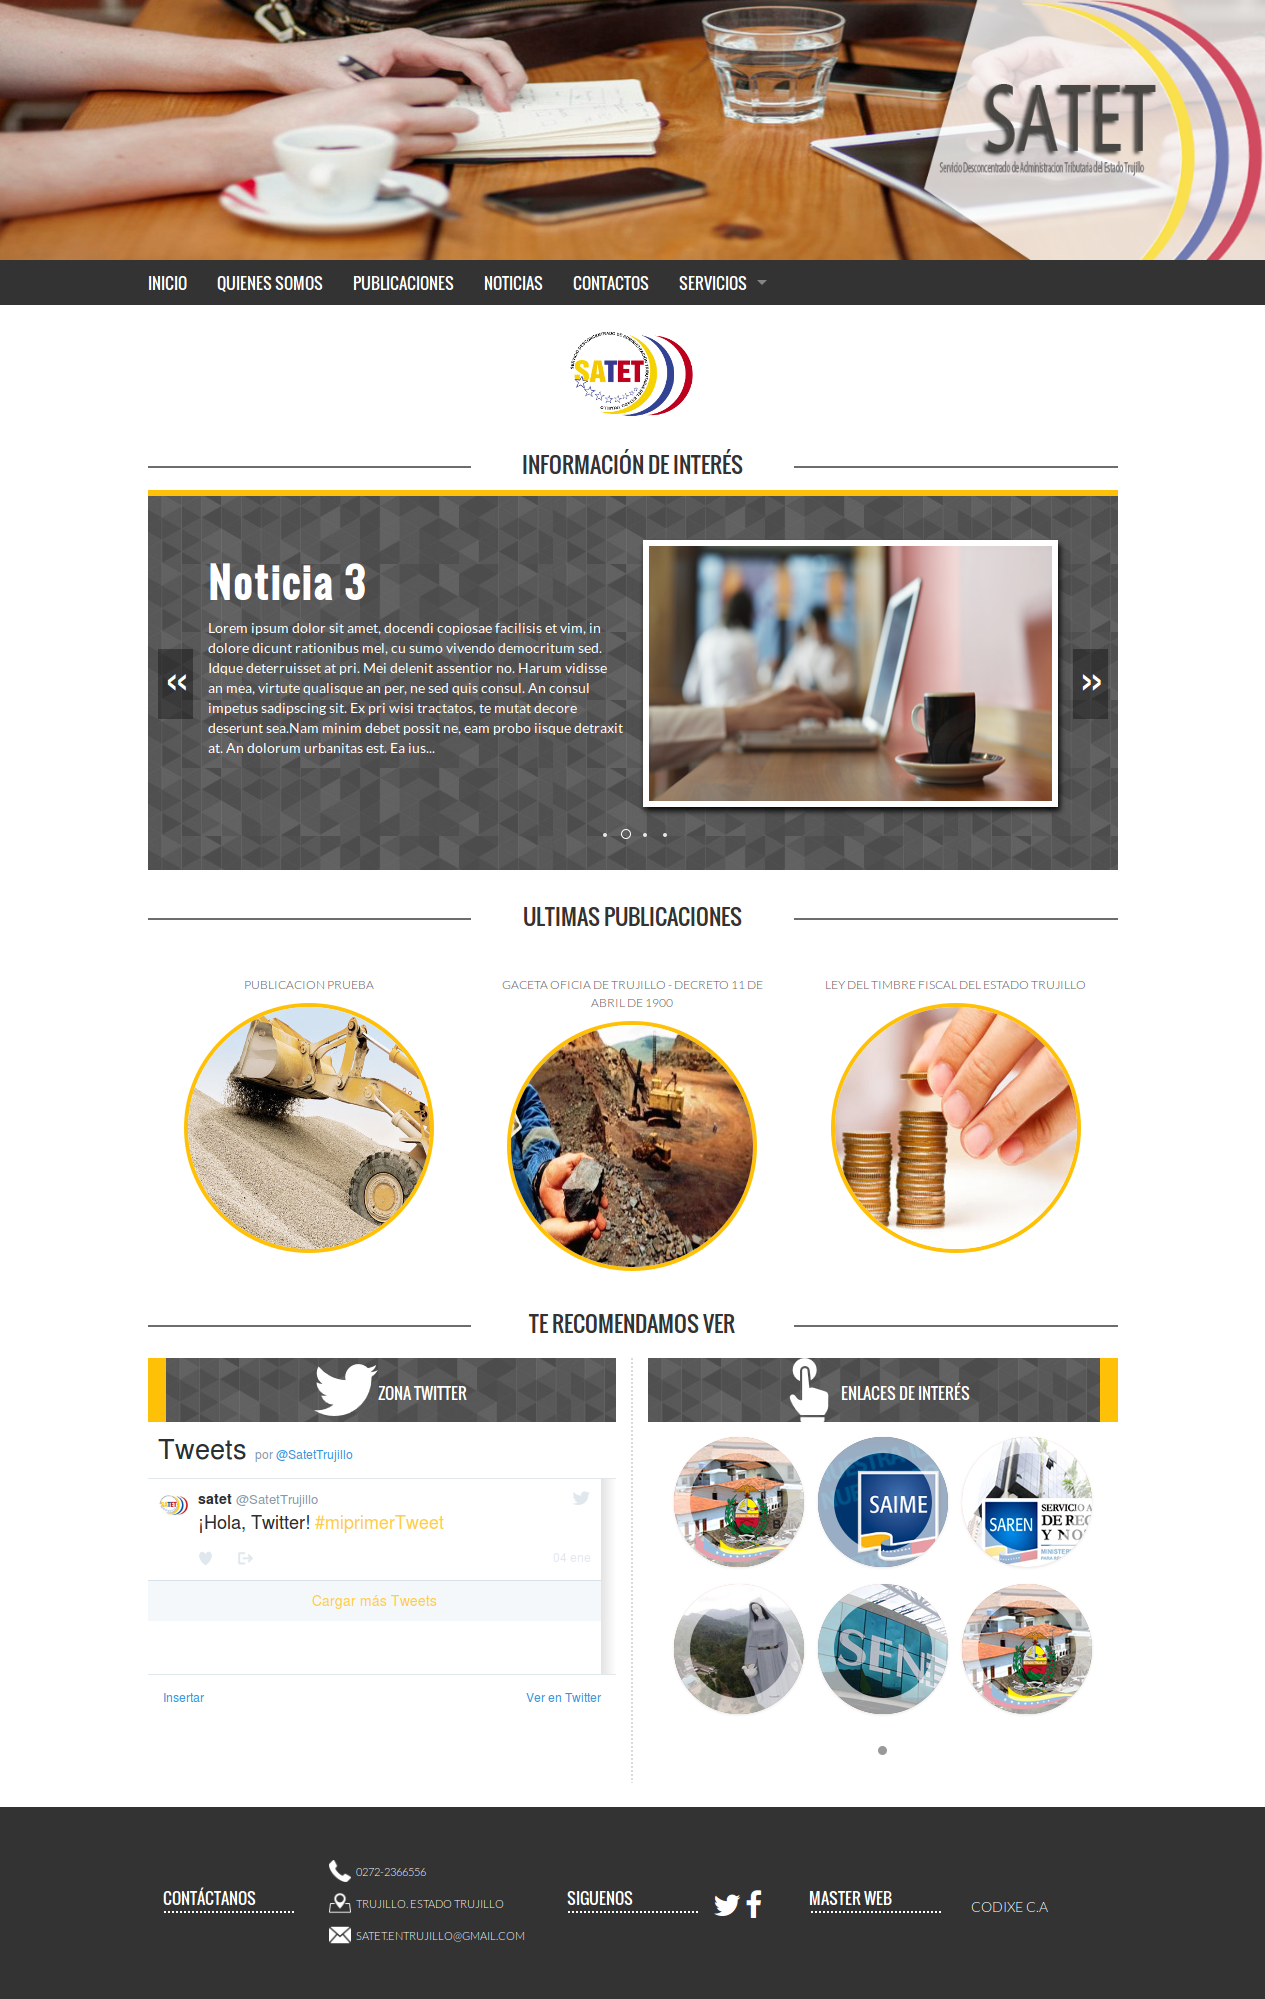 SATET
Servicio Desconcentrado de Administracion Tributaria del Estado Trujillo
INICIO QUIENES SOMOS PUBLICACIONES NOTICIAS CONTACTOS SERVICIOS
SATET
INFORMACIÓN DE INTERÉS
Noticia 3
Lorem ipsum dolor sit amet, docendi copiosae facilisis et vim, in
dolore dicunt rationibus mel, cu sumo vivendo democritum sed.
Idque deterruisset at pri. Mei delenit assentior no. Harum vidisse
an mea, virtute qualisque an per, ne sed quis consul. An consul
impetus sadipscing sit. Ex pri wisi tractatos, te mutat decore
deserunt sea.Nam minim debet possit ne, eam probo iisque detraxit
at. An dolorum urbanitas est. Ea ius...
ULTIMAS PUBLICACIONES
PUBLICACION PRUEBA
GACETA OFICIA DE TRUJILLO - DECRETO 11 DE
ABRIL DE 1900
LEY DEL TIMBRE FISCAL DEL ESTADO TRUJILLO
TE RECOMENDAMOS VER
ZONA TWITTER
Tweets por @SatetTrujillo
satet @SatetTrujillo
¡Hola, Twitter! #miprimerTweet
04 ene
Cargar más Tweets
Insertar Ver en Twitter
ENLACES DE INTERÉS
SAIME
SAREN
SERVICIO A
DE REG
Y NO
MINISTER
SEN
CONTÁCTANOS
0272-2366556
TRUJILLO. ESTADO TRUJILLO
SATET.ENTRUJILLO@GMAIL.COM
SIGUENOS
MASTER WEB
CODIXE C.A